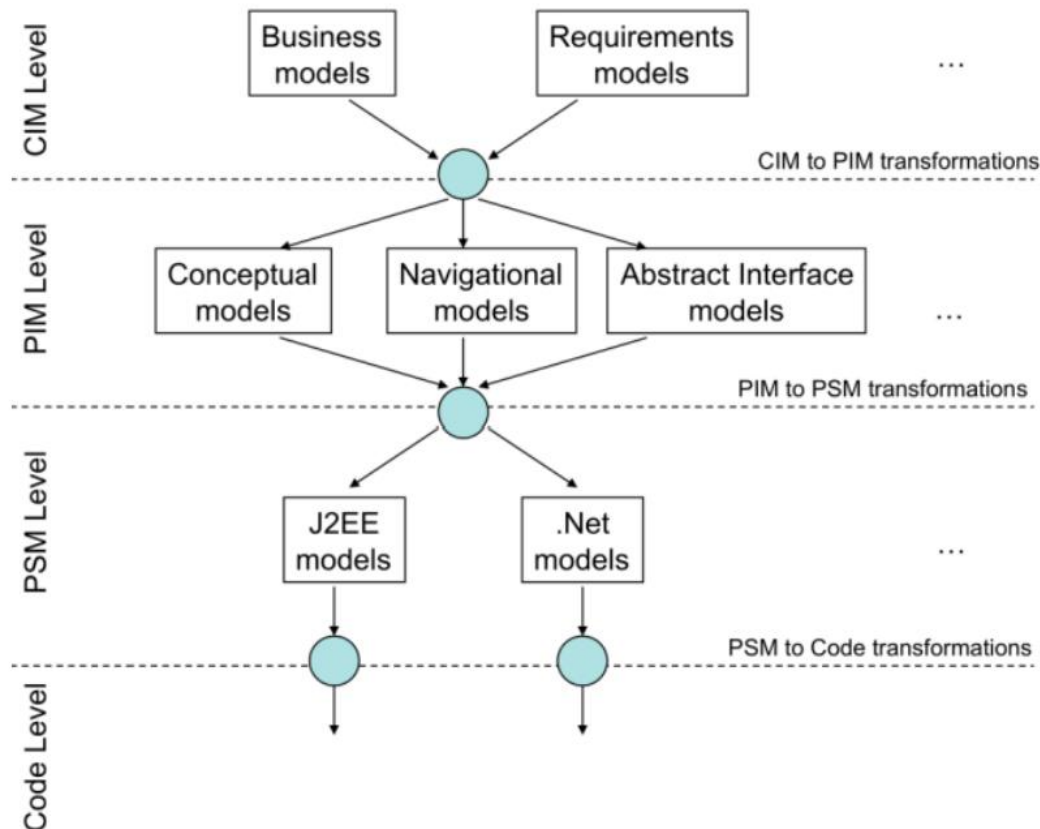 CIM Level
Business
models
Requirements
models
...
CIM to PIM transformations
PIM Level
Conceptual
models
Navigational
models
Abstract Interface
models
...
PIM to PSM transformations
PSM Level
J2EE
models
.Net
models
...
PSM to Code transformations
Code Level